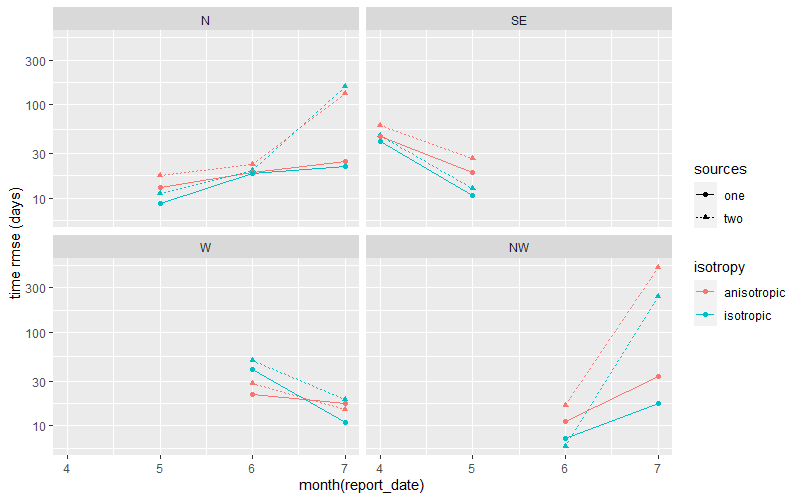 N
SE
300
100
30
10
W
NW
300
100
30
10
4
5
6
7
4
5
6
7
month(report_date)
time rmse (days)
sources
one
two
isotropy
anisotropic
isotropic